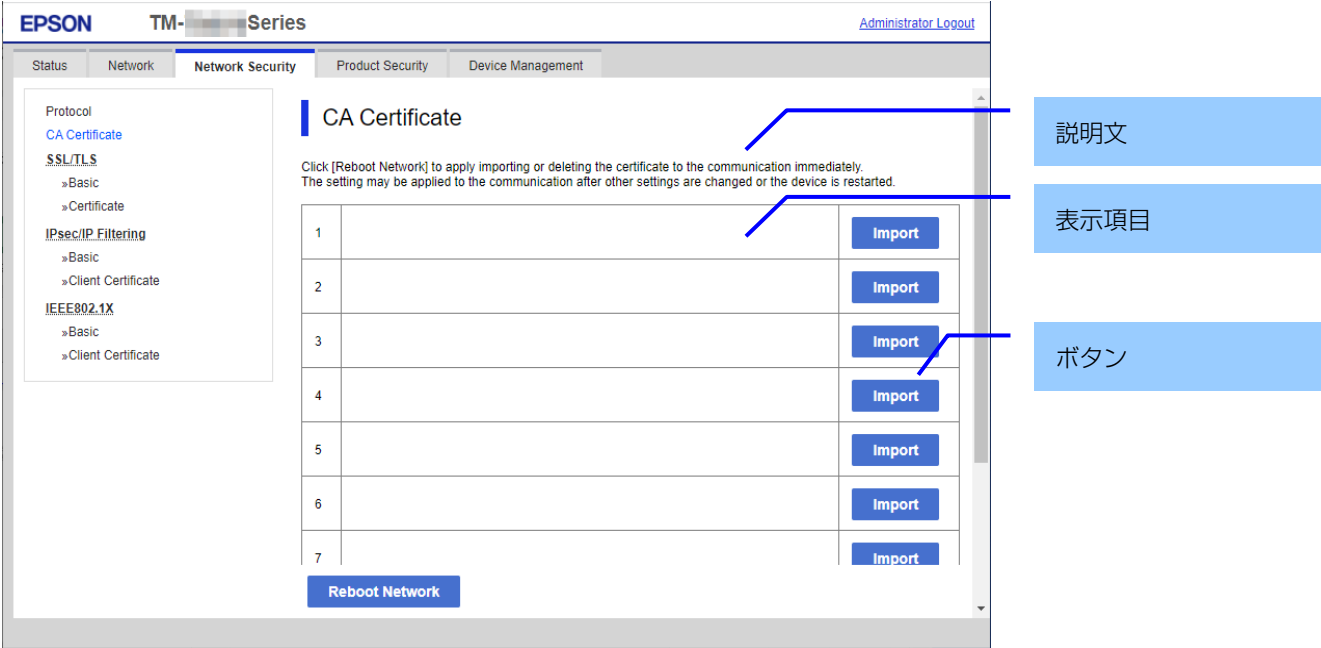 EPSON TM- Series Administrator Logout
Status Network Network Security Product Security Device Management
Protocol
CA Certificate
SSL/TLS
»Basic
»Certificate
IPsec/IP Filtering
»Basic
»Client Certificate
IEEE802.1X
»Basic
»Client Certificate
CA Certificate
Click [Reboot Network] to apply importing or deleting the certificate to the communication immediately.
The setting may be applied to the communication after other settings are changed or the device is restarted.
1 Import
2 Import
3 Import
4 Import
5 Import
6 Import
7 Import
Reboot Network
説明文
表示項目
ボタン